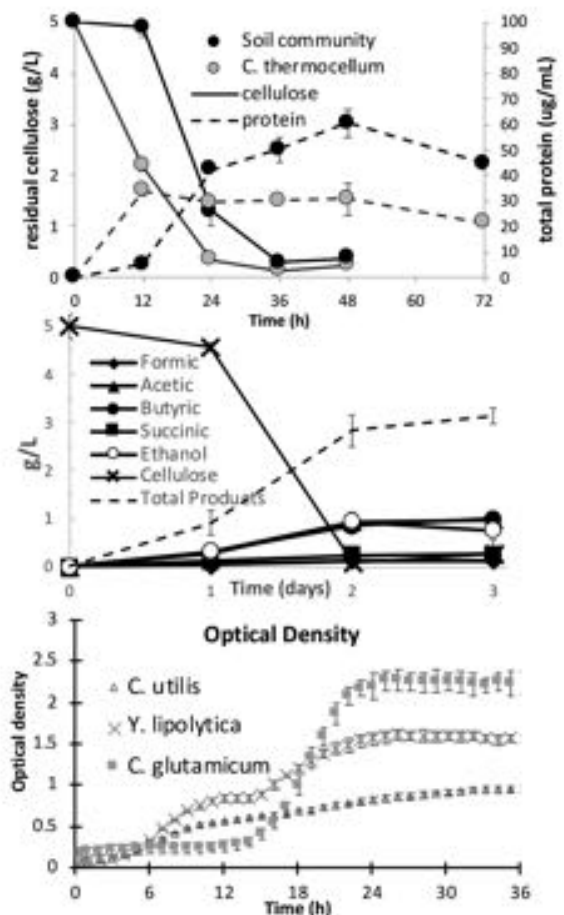 residual cellulose (g/L)
5
4
3
2
1
0
Soil community
C. thermocellum
cellulose
protein
100
90
80
70
60
50
40
30
20
10
0
total protein (ug/mL)
0 12 24 36 48 60 72
Time (h)
g/L
5
4
3
2
1
0
Formic
Acetic
Butyric
Succinic
Ethanol
Cellulose
Total Products
0 1 2 3
Time (days)
Optical Density
Optical density
3
2.5
2
1.5
1
0.5
0
C. utilis
Y. lipolytica
C. glutamicum
0 6 12 18 24 30 36
Time (h)